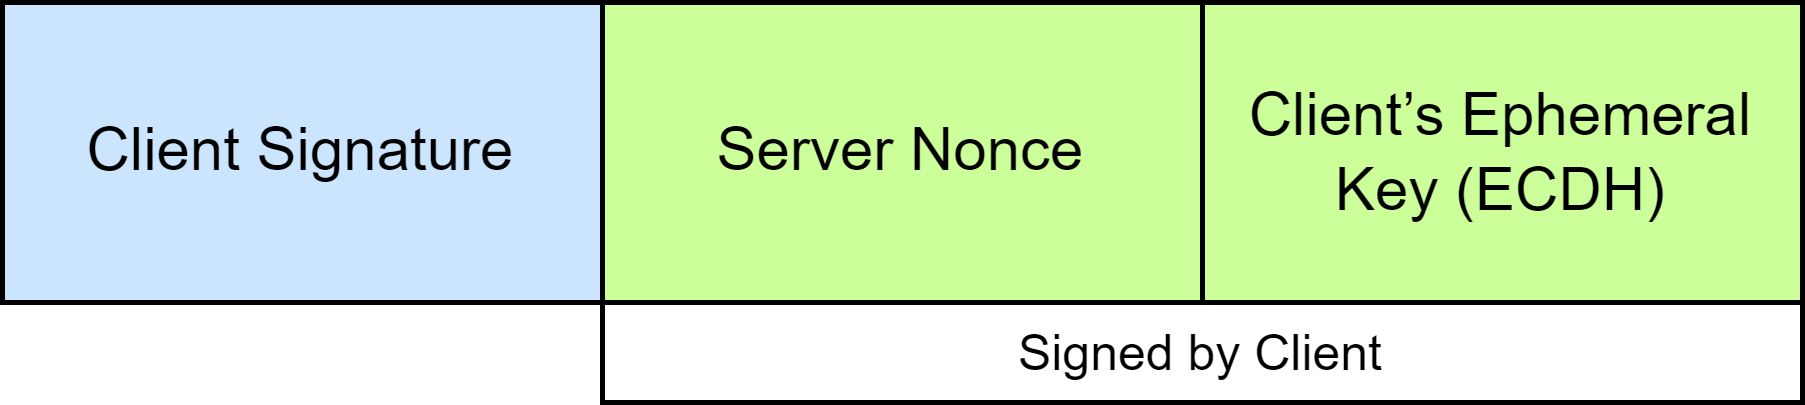 Client Signature
Server Nonce
Client’s Ephemeral
Key (ECDH)
Signed by Client